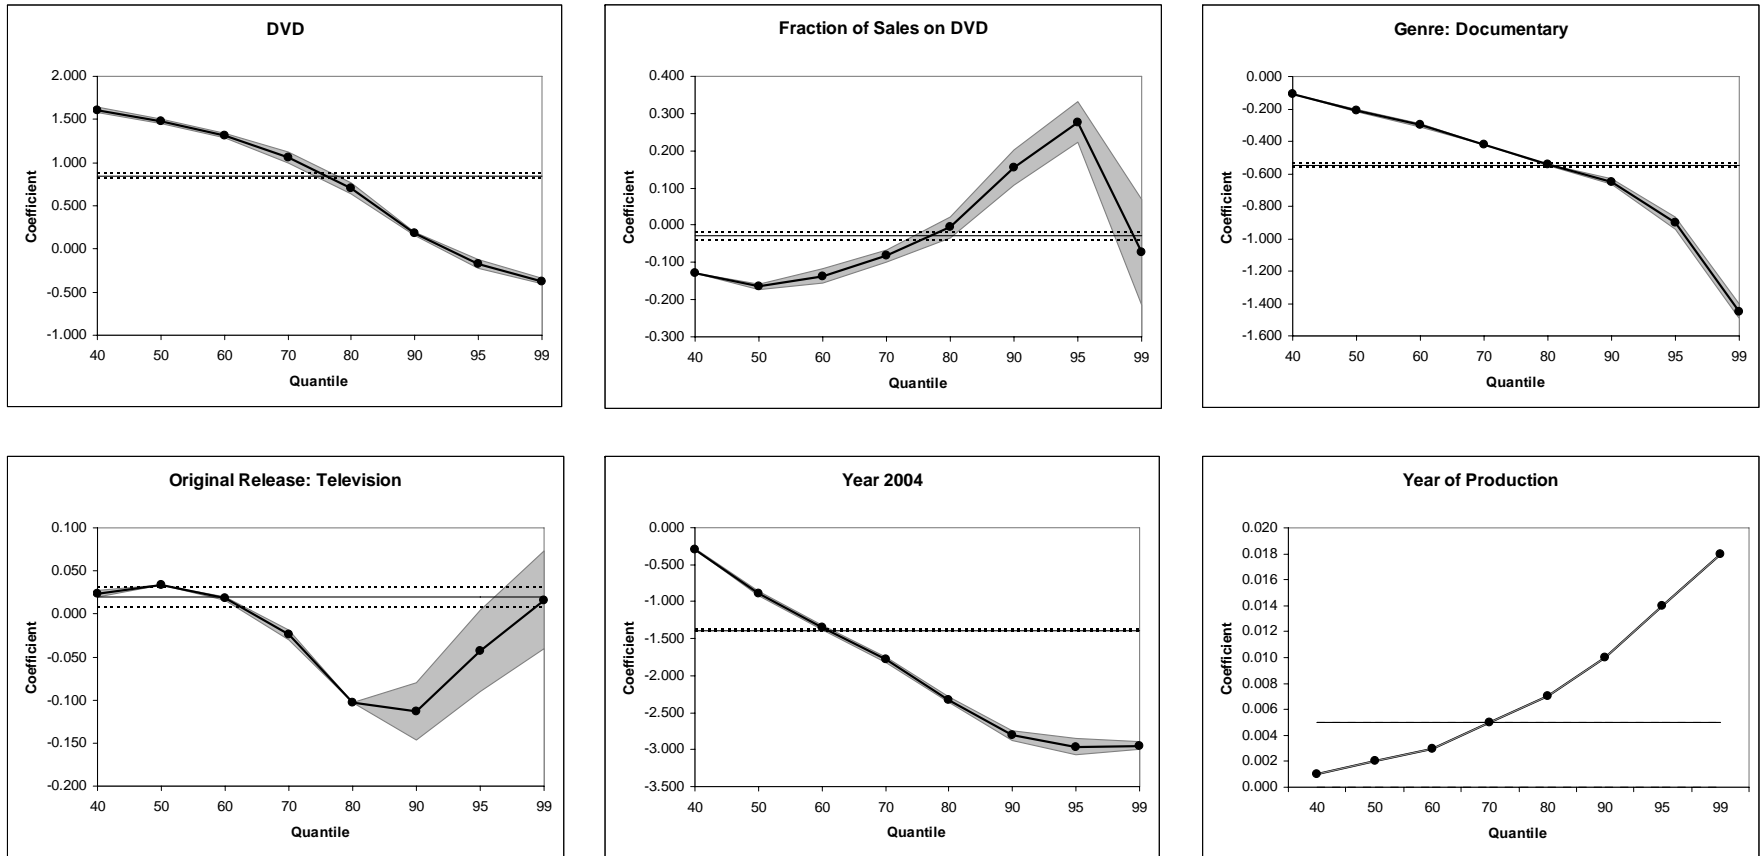 DVD
2.000
1.500
1.000
0.500
0.000
-0.500
-1.000
Coefficient
40 50 60 70 80 90 95 99
Quantile
Fraction of Sales on DVD
0.400
0.300
0.200
0.100
0.000
-0.100
-0.200
-0.300
Coefficient
40 50 60 70 80 90 95 99
Quantile
Genre: Documentary
0.000
-0.200
-0.400
-0.600
-0.800
-1.000
-1.200
-1.400
-1.600
Coefficient
40 50 60 70 80 90 95 99
Quantile
Original Release: Television
0.100
0.050
0.000
-0.050
-0.100
-0.150
-0.200
Coefficient
40 50 60 70 80 90 95 99
Quantile
Year 2004
0.000
-0.500
-1.000
-1.500
-2.000
-2.500
-3.000
-3.500
Coefficient
40 50 60 70 80 90 95 99
Quantile
Year of Production
0.020
0.018
0.016
0.014
0.012
0.010
0.008
0.006
0.004
0.002
0.000
Coefficient
40 50 60 70 80 90 95 99
Quantile